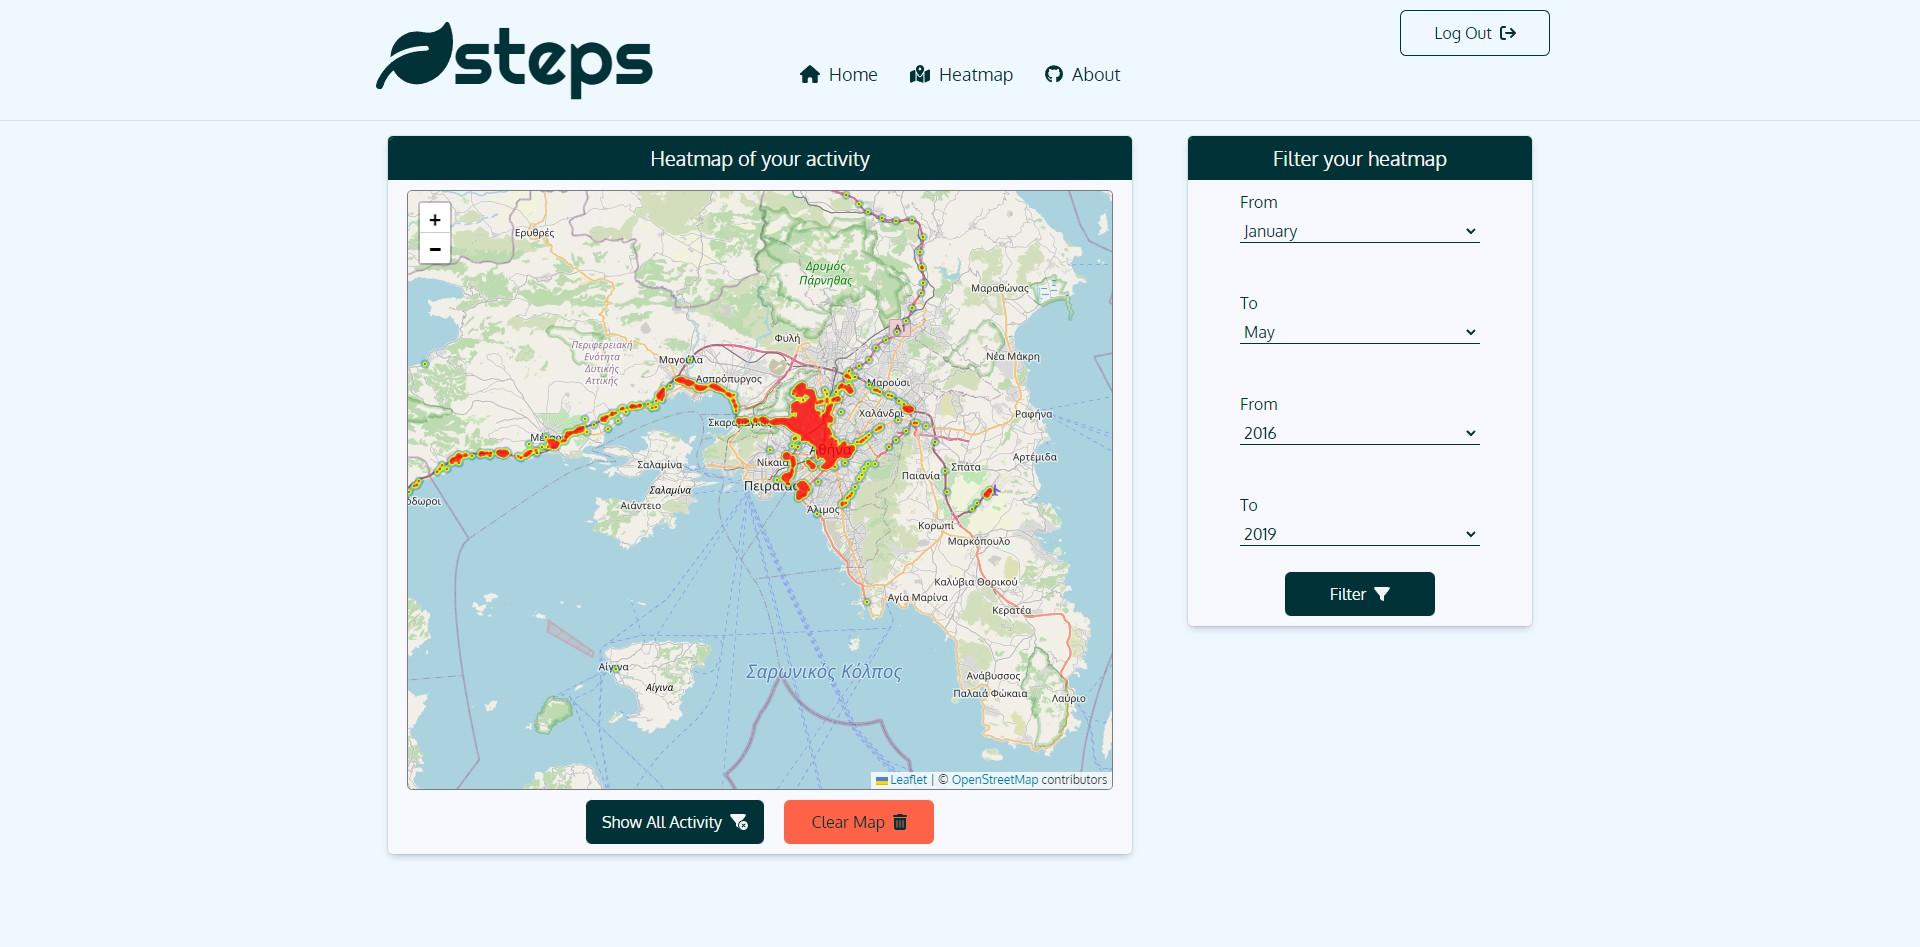 steps
Home
Heatmap
About
Log Out
Heatmap of your activity
+
−
Ερυθρές
Δρυμός
Πάρνηθας
Μαραθώνας
A1
Φυλή
Περιφερειακή
Ενότητα
Δυτικής
Αττικής
Μαγούλα
Νέα Μάκρη
Ασπρόπυργος
Μαρούσι
Χαλάνδρι
Ραφήνα
Αθήνα
Νίκαια
Σαλαμίνα
Σπάτα
Αρτέμιδα
Παιανία
Σαλαμίνα
Αιάντειο
Άλιμος
Κορωπί
Μαρκόπουλο
Καλύβια Θορικού
Αγία Μαρίνα
Κερατέα
Αίγινα
Σαρωνικός Κόλπος
Αίγινα
Ανάβυσσος
Παλαιά Φώκαια
Λαύριο
Leaflet | © OpenStreetMap contributors
Show All Activity
Clear Map
Filter your heatmap
From
January
To
May
From
2016
To
2019
Filter